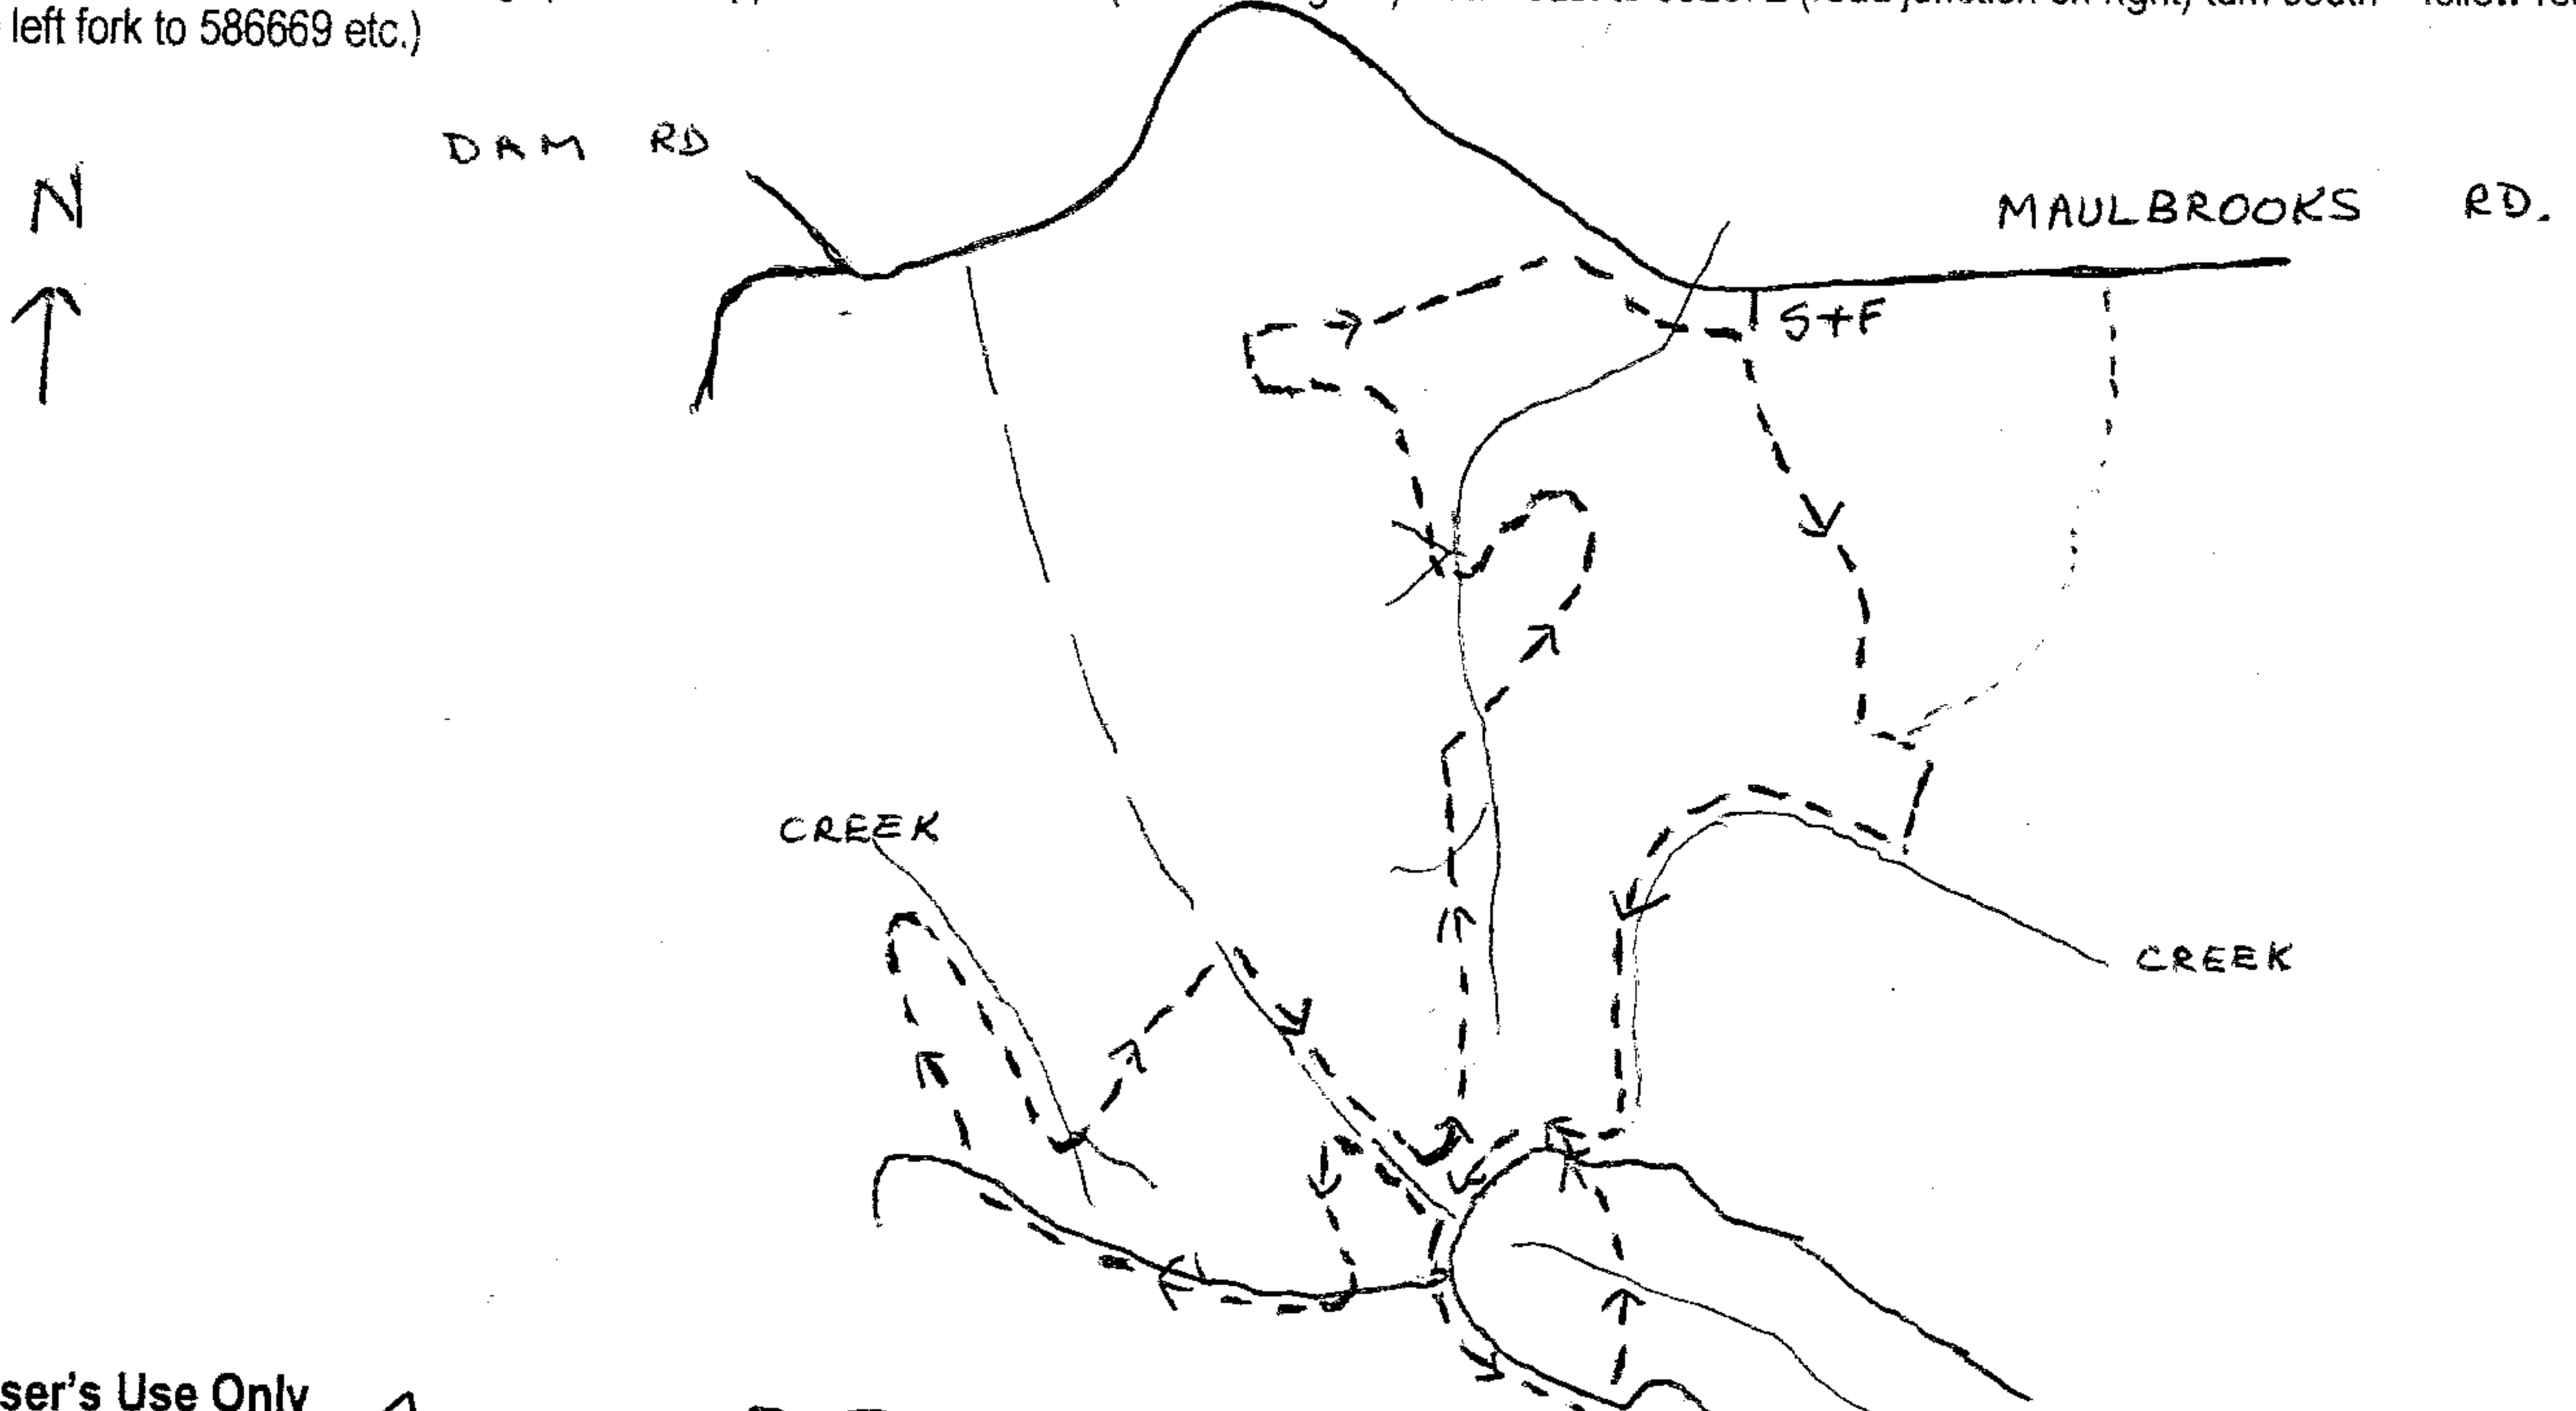 left fork to 586669 etc.)
DAM RD
N
MAULBROOKS RD.
S+F
CREEK
CREEK
ser's Use Only